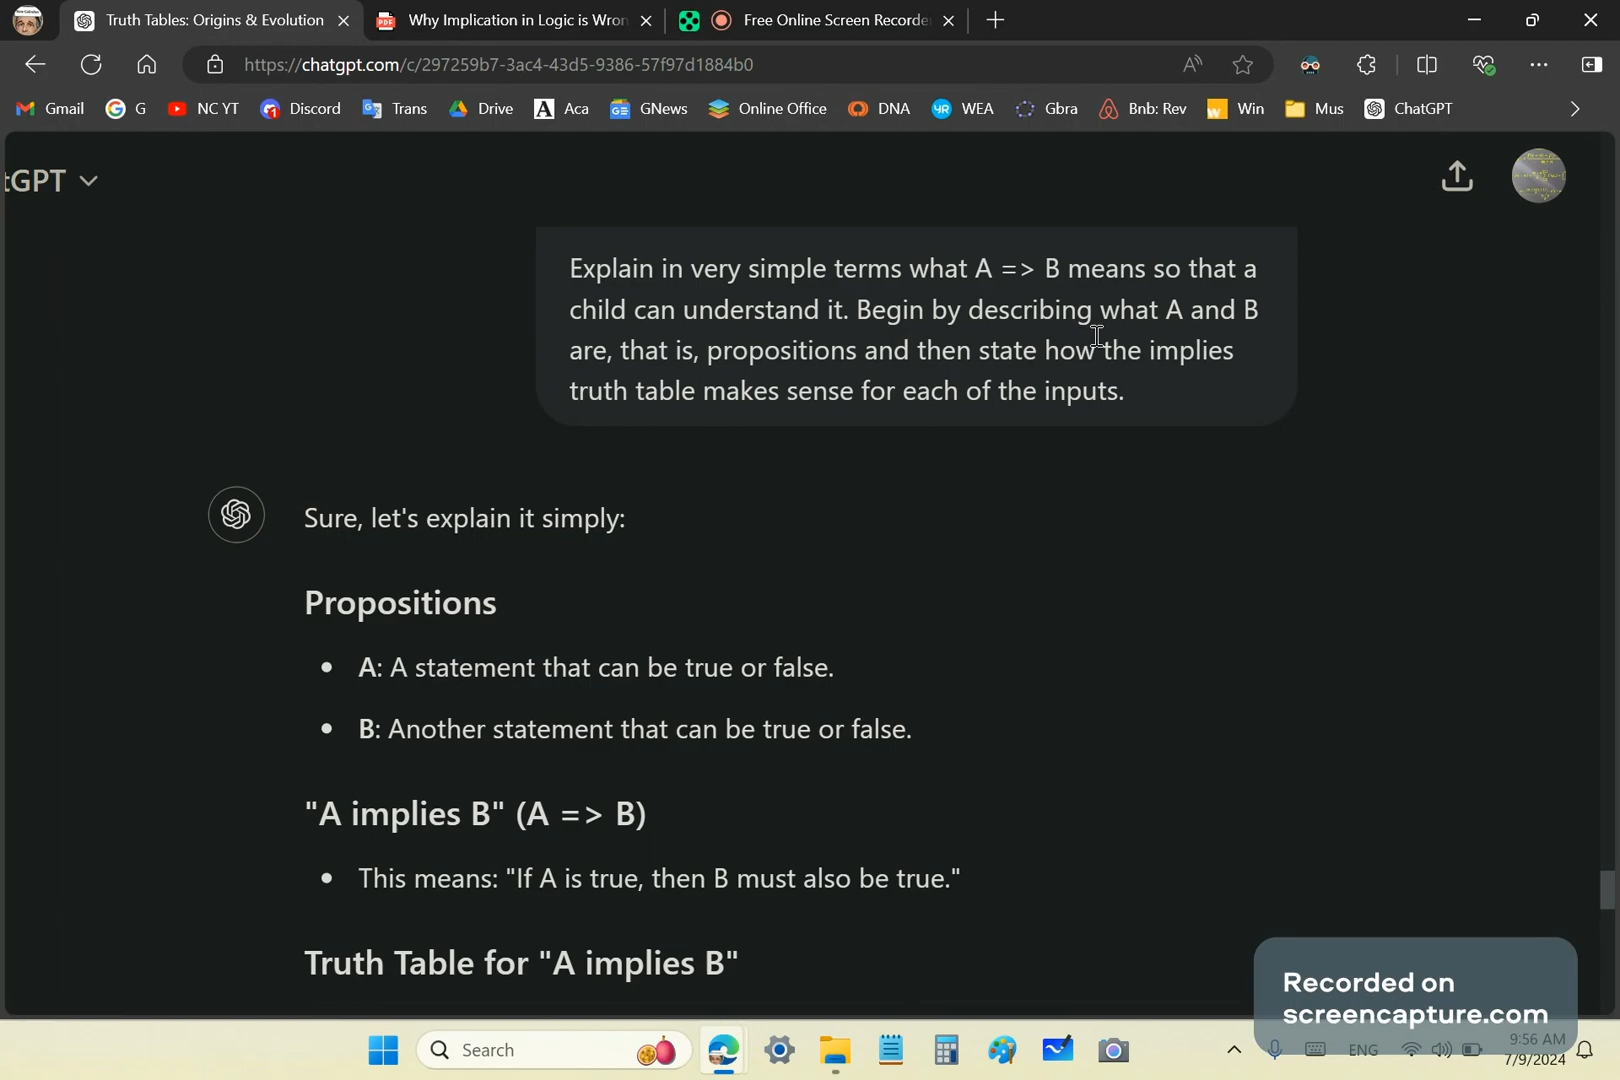 Truth Tables: Origins & Evolution
Why Implication in Logic is Wron
Free Online Screen Recorde
https://chatgpt.com/c/297259b7-3ac4-43d5-9386-57f97d1884b0
Gmail G NC YT Discord Trans Drive Aca GNews Online Office DNA WEA Gbra Bnb: Rev Win Mus ChatGPT
tGPT
Explain in very simple terms what A => B means so that a
child can understand it. Begin by describing what A and B
are, that is, propositions and then state how the implies
truth table makes sense for each of the inputs.
Sure, let's explain it simply:
Propositions
• A: A statement that can be true or false.
• B: Another statement that can be true or false.
"A implies B" (A => B)
• This means: "If A is true, then B must also be true."
Truth Table for "A implies B"
Recorded on
screencapture.com
Search
ENG
9:56 AM
7/9/2024